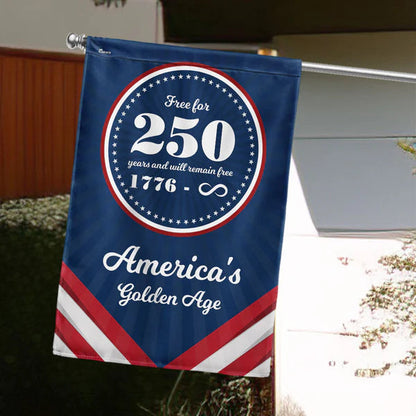 Free for
250
years and will remain free
1776 - ∞
America's
Golden Age